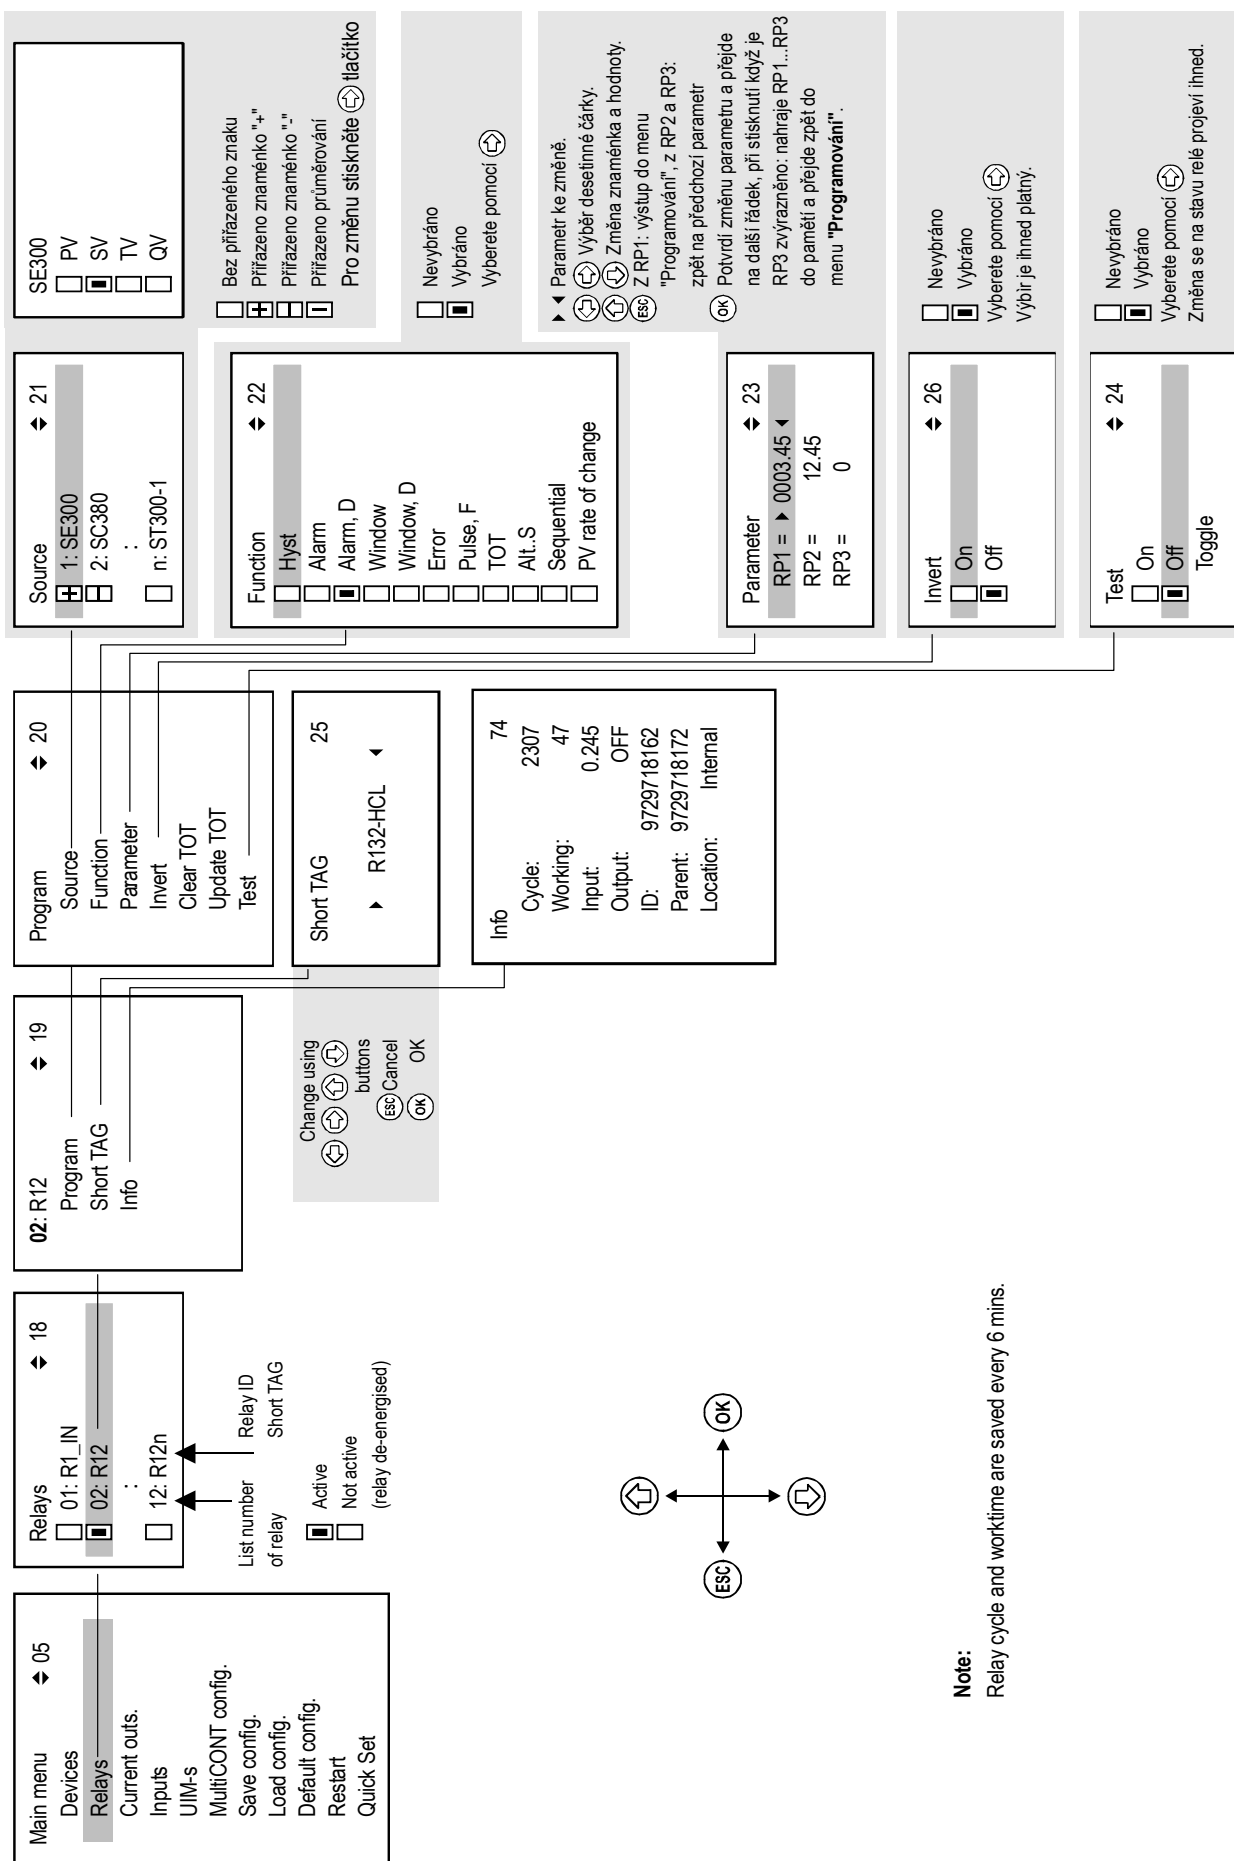 Main menu 05
Devices
Relays
Current outs.
Inputs
UIM-s
MultiCONT config.
Save config.
Load config.
Default config.
Restart
Quick Set
Relays 18
01: R1_IN
02: R12
:
12: R12n
List number
of relay
Relay ID
Short TAG
Active
Not active
(relay de-energised)
02: R12 19
Program
Short TAG
Info
Change using
buttons
ESC Cancel
OK OK
Program 20
Source
Function
Parameter
Invert
Clear TOT
Update TOT
Test
Short TAG 25
R132-HCL
Info 74
Cycle: 2307
Working: 47
Input: 0.245
Output: OFF
ID: 9729718162
Parent: 9729718172
Location: Internal
Source 21
1: SE300
2: SC380
:
n: ST300-1
SE300
PV
SV
TV
QV
Bez přiřazeného znaku
Přiřazeno znaménko "+"
Přiřazeno znaménko "-"
Přiřazeno průměrování
Pro změnu stiskněte tlačítko
Function 22
Hyst
Alarm
Alarm, D
Window
Window, D
Error
Pulse, F
TOT
Alt..S
Sequential
PV rate of change
Nevybráno
Vybráno
Vyberete pomocí
Parameter 23
RP1 = 0003.45
RP2 = 12.45
RP3 = 0
Parametr ke změně.
Výběr desetinné čárky.
Změna znaménka a hodnoty.
ESC Z RP1: výstup do menu
"Programování", z RP2 a RP3:
zpět na předchozí parametr
OK Potvrdí změnu parametru a přejde
na další řádek, při stisknutí když je
RP3 zvýrazněno: nahraje RP1...RP3
do pamětí a přejde zpět do
menu "Programování".
Invert 26
On
Off
Nevybráno
Vybráno
Vyberete pomocí
Výbir je ihned platný.
Test 24
On
Off
Toggle
Nevybráno
Vybráno
Vyberete pomocí
Změna se na stavu relé projeví ihned.
ESC
OK
Note:
Relay cycle and worktime are saved every 6 mins.